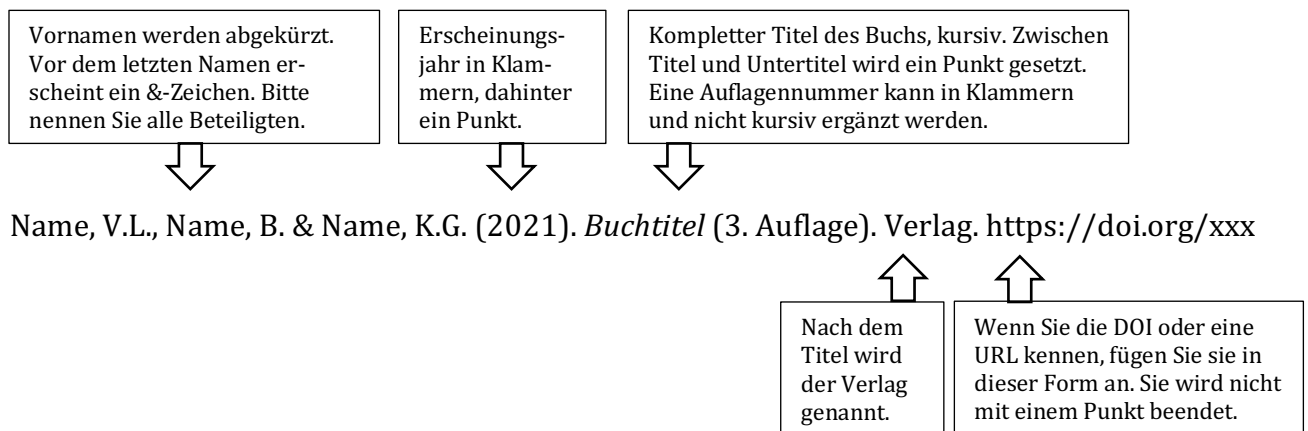 Vornamen werden abgekürzt.
Vor dem letzten Namen er-
scheint ein &-Zeichen. Bitte
nennen Sie alle Beteiligten.
Erscheinungs-
jahr in Klam-
mern, dahinter
ein Punkt.
Kompletter Titel des Buchs, kursiv. Zwischen
Titel und Untertitel wird ein Punkt gesetzt.
Eine Auflagennummer kann in Klammern
und nicht kursiv ergänzt werden.
Name, V.L., Name, B. & Name, K.G. (2021). Buchtitel (3. Auflage). Verlag. https://doi.org/xxx
Nach dem
Titel wird
der Verlag
genannt.
Wenn Sie die DOI oder eine
URL kennen, fügen Sie sie in
dieser Form an. Sie wird nicht
mit einem Punkt beendet.